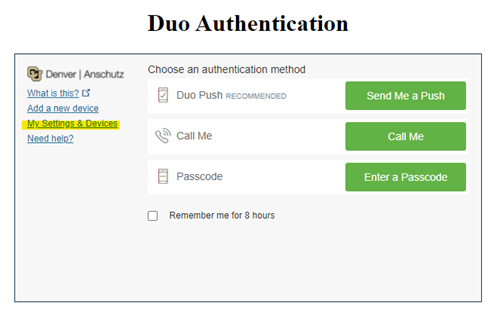 Duo Authentication
Denver | Anschutz
What is this?
Add a new device
My Settings & Devices
Need help?
Choose an authentication method
Duo Push RECOMMENDED
Send Me a Push
Call Me
Call Me
Passcode
Enter a Passcode
Remember me for 8 hours